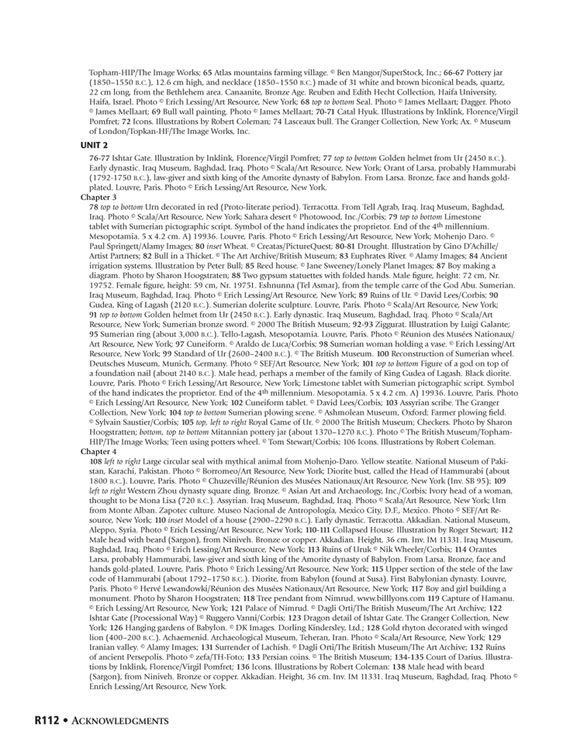 Topham-HIP/The Image Works; 65 Atlas mountains farming village. © Ben Mangor/SuperStock, Inc.; 66-67 Pottery jar
(1850–1550 B.C.), 12.6 cm high, and necklace (1850–1550 B.C.) made of 31 white and brown biconical beads, quartz,
22 cm long, from the Bethlehem area. Canaanite, Bronze Age. Reuben and Edith Hecht Collection, Haifa University,
Haifa, Israel. Photo © Erich Lessing/Art Resource, New York; 68 top to bottom Seal. Photo © James Mellaart; Dagger. Photo
© James Mellaart; 69 Bull wall painting. Photo © James Mellaart; 70-71 Catal Hyuk. Illustrations by Inklink, Florence/Virgil
Pomfret; 72 Icons. Illustrations by Robert Coleman; 74 Lasceaux bull. The Granger Collection, New York; Ax. © Museum
of London/Topkan-HF/The Image Works, Inc.
UNIT 2
76-77 Ishtar Gate. Illustration by Inklink, Florence/Virgil Pomfret; 77 top to bottom Golden helmet from Ur (2450 B.C.).
Early dynastic. Iraq Museum, Baghdad, Iraq. Photo © Scala/Art Resource, New York; Orant of Larsa, probably Hammurabi
(1792-1750 B.C.), law-giver and sixth king of the Amorite dynasty of Babylon. From Larsa. Bronze, face and hands gold-
plated. Louvre, Paris. Photo © Erich Lessing/Art Resource, New York.
Chapter 3
78 top to bottom Urn decorated in red (Proto-literate period). Terracotta. From Tell Agrab, Iraq. Iraq Museum, Baghdad,
Iraq. Photo © Scala/Art Resource, New York; Sahara desert © Photowood, Inc./Corbis; 79 top to bottom Limestone
tablet with Sumerian pictographic script. Symbol of the hand indicates the proprietor. End of the 4th millennium.
Mesopotamia. 5 x 4.2 cm. A) 19936. Louvre, Paris. Photo © Erich Lessing/Art Resource, New York; Mohenjo Daro. ©
Paul Springett/Alamy Images; 80 inset Wheat. © Creatas/PictureQuest; 80-81 Drought. Illustration by Gino D'Achille/
Artist Partners; 82 Bull in a Thicket. © The Art Archive/British Museum; 83 Euphrates River. © Alamy Images; 84 Ancient
irrigation systems. Illustration by Peter Bull; 85 Reed house. © Jane Sweeney/Lonely Planet Images; 87 Boy making a
diagram. Photo by Sharon Hoogstraten; 88 Two gypsum statuettes with folded hands. Male figure, height: 72 cm, Nr.
19752. Female figure, height: 59 cm, Nr. 19751. Eshnunna (Tel Asmar), from the temple carre of the God Abu. Sumerian.
Iraq Museum, Baghdad, Iraq. Photo © Erich Lessing/Art Resource, New York; 89 Ruins of Ur. © David Lees/Corbis; 90
Gudea, King of Lagash (2120 B.C.). Sumerian dolerite sculpture. Louvre, Paris. Photo © Scala/Art Resource, New York;
91 top to bottom Golden helmet from Ur (2450 B.C.). Early dynastic. Iraq Museum, Baghdad, Iraq. Photo © Scala/Art
Resource, New York; Sumerian bronze sword. © 2000 The British Museum; 92-93 Ziggurat. Illustration by Luigi Galante;
95 Sumerian ring (about 3,000 B.C.). Tello-Lagash, Mesopotamia. Louvre, Paris. Photo © Réunion des Musées Nationaux/
Art Resource, New York; 97 Cuneiform. © Araldo de Luca/Corbis; 98 Sumerian woman holding a vase. © Erich Lessing/Art
Resource, New York; 99 Standard of Ur (2600–2400 B.C.). © The British Museum. 100 Reconstruction of Sumerian wheel.
Deutsches Museum, Munich, Germany. Photo © SEF/Art Resource, New York; 101 top to bottom Figure of a god on top of
a foundation nail (about 2140 B.C.). Male head, perhaps a member of the family of King Gudea of Lagash. Black diorite.
Louvre, Paris. Photo © Erich Lessing/Art Resource, New York; Limestone tablet with Sumerian pictographic script. Symbol
of the hand indicates the proprietor. End of the 4th millennium. Mesopotamia. 5 x 4.2 cm. A) 19936. Louvre, Paris. Photo
© Erich Lessing/Art Resource, New York; 102 Cuneiform tablet. © David Lees/Corbis; 103 Assyrian scribe. The Granger
Collection, New York; 104 top to bottom Sumerian plowing scene. © Ashmolean Museum, Oxford; Farmer plowing field.
© Sylvain Saustier/Corbis; 105 top, left to right Royal Game of Ur. © 2000 The British Museum; Checkers. Photo by Sharon
Hoogstratten; bottom, top to bottom Mitannian pottery jar (about 1370–1270 B.C.). Photo © The British Museum/Topham-
HIP/The Image Works; Teen using potters wheel. © Tom Stewart/Corbis; 106 Icons. Illustrations by Robert Coleman.
Chapter 4
108 left to right Large circular seal with mythical animal from Mohenjo-Daro. Yellow steatite. National Museum of Paki-
stan, Karachi, Pakistan. Photo © Borromeo/Art Resource, New York; Diorite bust, called the Head of Hammurabi (about
1800 B.C.). Louvre, Paris. Photo © Chuzeville/Réunion des Musées Nationaux/Art Resource, New York (Inv. SB 95); 109
left to right Western Zhou dynasty square ding. Bronze. © Asian Art and Archaeology, Inc./Corbis; Ivory head of a woman,
thought to be Mona Lisa (720 B.C.). Assyrian. Iraq Museum, Baghdad, Iraq. Photo © Scala/Art Resource, New York; Urn
from Monte Alban. Zapotec culture. Museo Nacional de Antropología, Mexico City, D.F., Mexico. Photo © SEF/Art Re-
source, New York; 110 inset Model of a house (2900–2290 B.C.). Early dynastic. Terracotta. Akkadian. National Museum,
Aleppo, Syria. Photo © Erich Lessing/Art Resource, New York; 110-111 Collapsed House. Illustration by Roger Stewart; 112
Male head with beard (Sargon), from Niniveh. Bronze or copper. Akkadian. Height, 36 cm. Inv. IM 11331. Iraq Museum,
Baghdad, Iraq. Photo © Erich Lessing/Art Resource, New York; 113 Ruins of Uruk © Nik Wheeler/Corbis; 114 Orantes
Larsa, probably Hammurabi, law-giver and sixth king of the Amorite dynasty of Babylon. From Larsa. Bronze, face and
hands gold-plated. Louvre, Paris. Photo © Erich Lessing/Art Resource, New York; 115 Upper section of the stele of the law
code of Hammurabi (about 1792–1750 B.C.). Diorite, from Babylon (found at Susa). First Babylonian dynasty. Louvre,
Paris. Photo © Hervé Lewandowki/Réunion des Musées Nationaux/Art Resource, New York; 117 Boy and girl building a
monument. Photo by Sharon Hoogstraten; 118 Tree pendant from Nimrud. www.billlyons.com 119 Capture of Hamanu.
© Erich Lessing/Art Resource, New York; 121 Palace of Nimrud. © Dagli Orti/The British Museum/The Art Archive; 122
Ishtar Gate (Processional Way) © Ruggero Vanni/Corbis; 123 Dragon detail of Ishtar Gate. The Granger Collection, New
York; 126 Hanging gardens of Babylon. © DK Images. Dorling Kindersley, Ltd.; 128 Gold rhyton decorated with winged
lion (400–200 B.C.). Achaemenid. Archaeological Museum, Teheran, Iran. Photo © Scala/Art Resource, New York; 129
Iranian valley. © Alamy Images; 131 Surrender of Lachish. © Dagli Orti/The British Museum/The Art Archive; 132 Ruins
of ancient Persepolis. Photo © zefa/TH-Foto; 133 Persian coins. © The British Museum; 134-135 Court of Darius. Illustra-
tions by Inklink, Florence/Virgil Pomfret; 136 Icons. Illustrations by Robert Coleman: 138 Male head with beard
(Sargon), from Niniveh. Bronze or copper. Akkadian. Height, 36 cm. Inv. IM 11331. Iraq Museum, Baghdad, Iraq. Photo ©
Enrich Lessing/Art Resource, New York.
R112 • ACKNOWLEDGMENTS